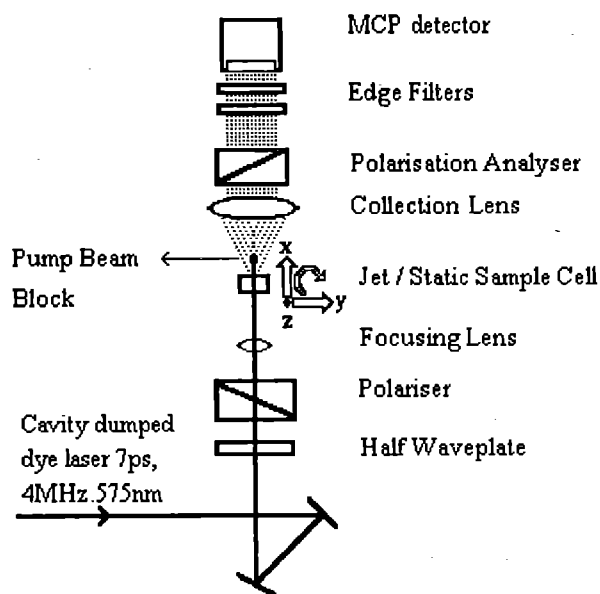 MCP detector
Edge Filters
Polarisation Analyser
Collection Lens
Pump Beam
Block
x
y
z
Jet / Static Sample Cell
Focusing Lens
Polariser
Half Waveplate
Cavity dumped
dye laser 7ps,
4MHz.575nm